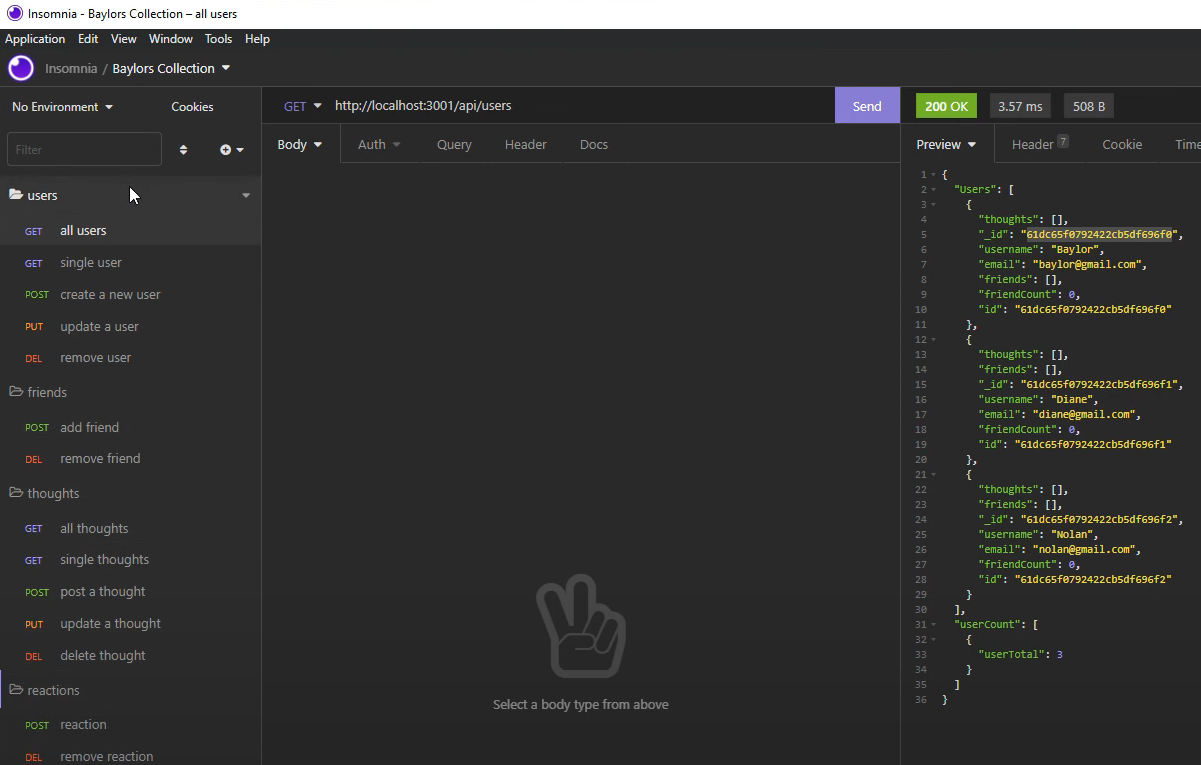 Insomnia - Baylors Collection – all users
Application Edit View Window Tools Help
Insomnia / Baylors Collection
No Environment Cookies
Filter
users
GET all users
GET single user
POST create a new user
PUT update a user
DEL remove user
friends
POST add friend
DEL remove friend
thoughts
GET all thoughts
GET single thoughts
POST post a thought
PUT update a thought
DEL delete thought
reactions
POST reaction
DEL remove reaction
GET http://localhost:3001/api/users Send
Body Auth Query Header Docs
Select a body type from above
200 OK 3.57 ms 508 B
Preview Header 7 Cookie Time
1 {
2 "Users": [
3 {
4 "thoughts": [],
5 "_id": "61dc65f0792422cb5df696f0",
6 "username": "Baylor",
7 "email": "baylor@gmail.com",
8 "friends": [],
9 "friendCount": 0,
10 "id": "61dc65f0792422cb5df696f0"
11 },
12 {
13 "thoughts": [],
14 "friends": [],
15 "_id": "61dc65f0792422cb5df696f1",
16 "username": "Diane",
17 "email": "diane@gmail.com",
18 "friendCount": 0,
19 "id": "61dc65f0792422cb5df696f1"
20 },
21 {
22 "thoughts": [],
23 "friends": [],
24 "_id": "61dc65f0792422cb5df696f2",
25 "username": "Nolan",
26 "email": "nolan@gmail.com",
27 "friendCount": 0,
28 "id": "61dc65f0792422cb5df696f2"
29 }
30 ],
31 "userCount": [
32 {
33 "userTotal": 3
34 }
35 ]
36 }